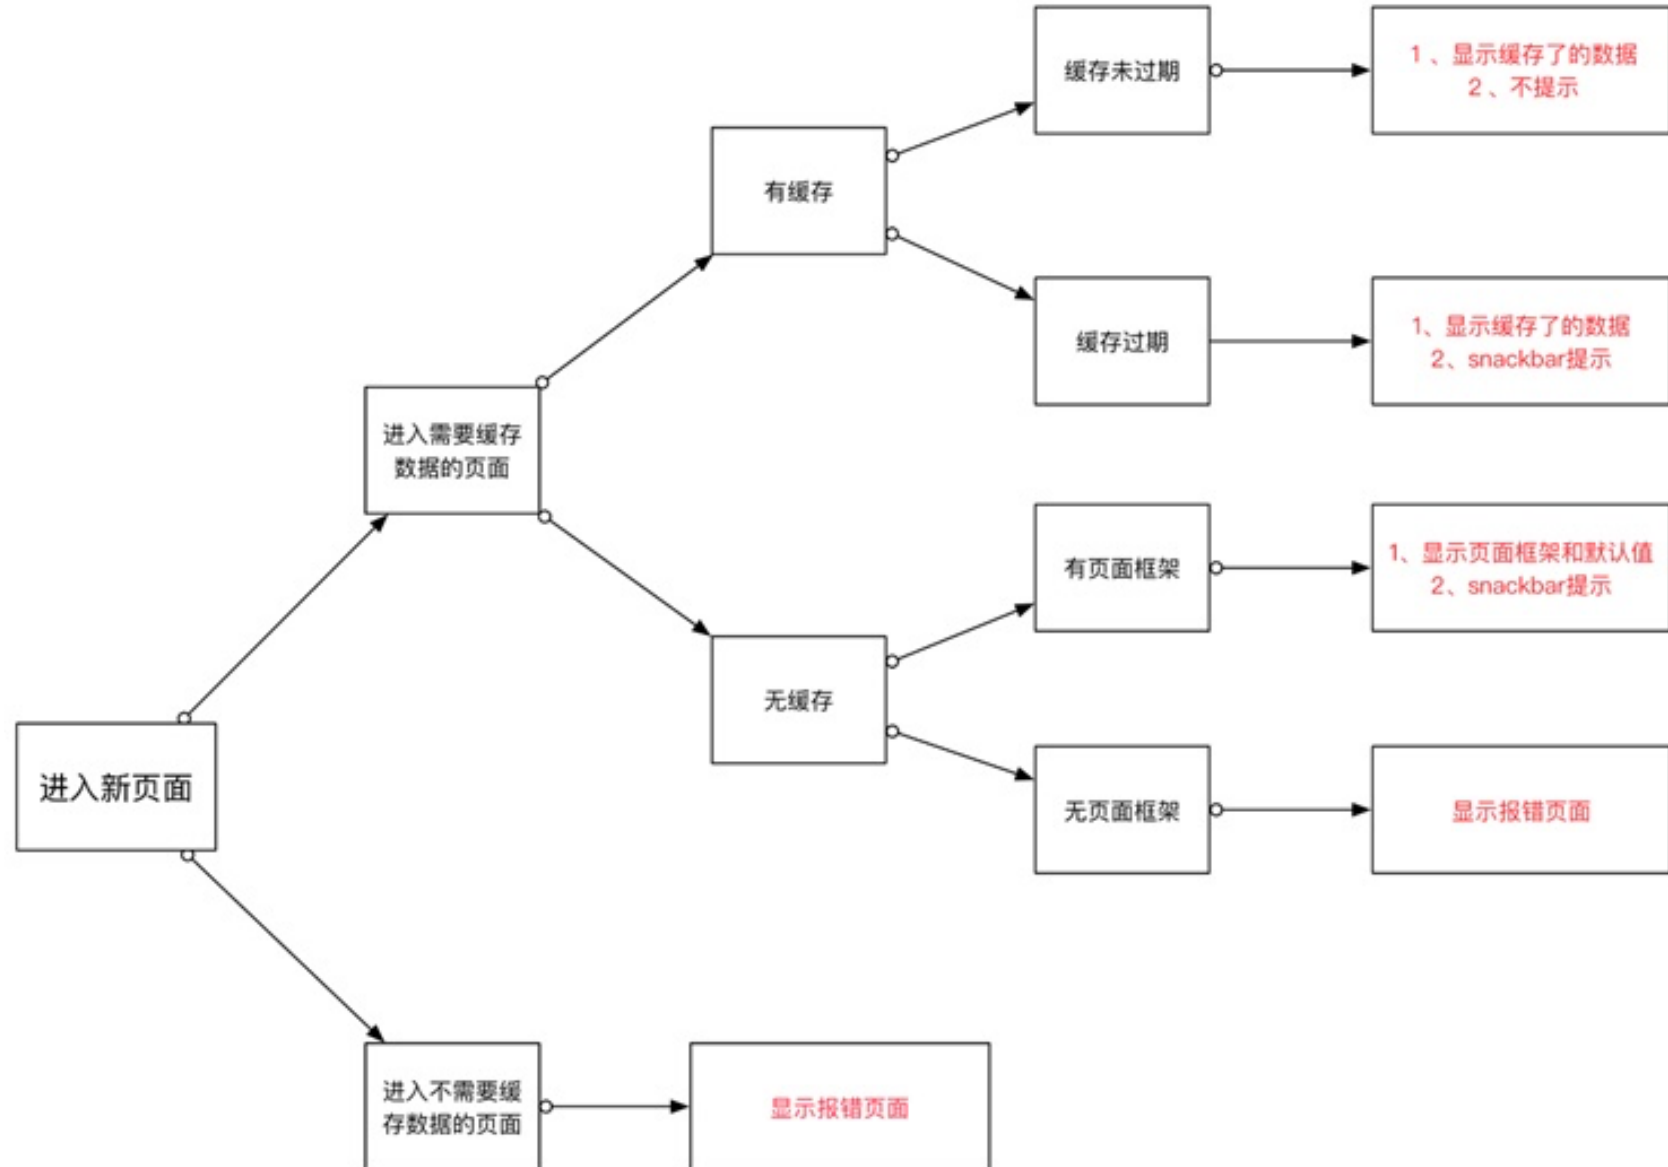 缓存未过期
1 、显示缓存了的数据
2 、不提示
有缓存
缓存过期
1、显示缓存了的数据
2、snackbar提示
进入需要缓存
数据的页面
有页面框架
1、显示页面框架和默认值
2、snackbar提示
无缓存
无页面框架
显示报错页面
进入新页面
进入不需要缓
存数据的页面
显示报错页面